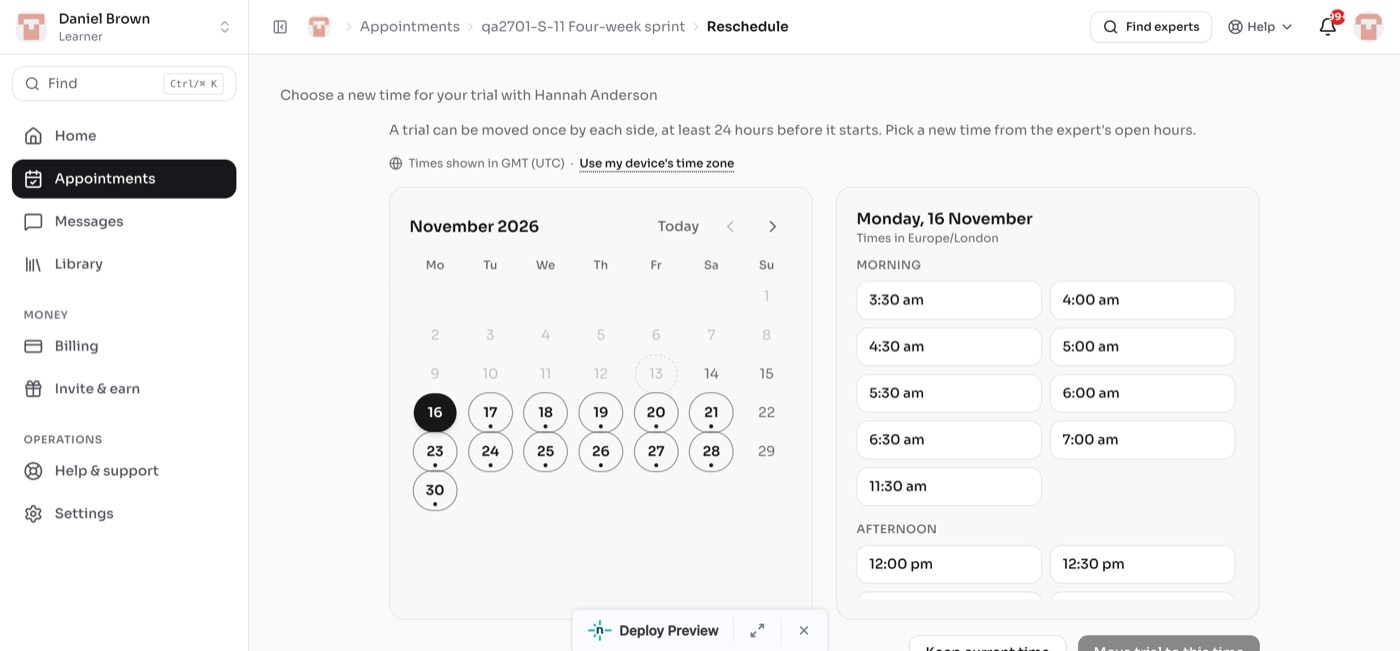 Daniel Brown
Learner
Find Ctrl/⌘ K
Home
Appointments
Messages
Library
MONEY
Billing
Invite & earn
OPERATIONS
Help & support
Settings
Appointments qa2701-S-11 Four-week sprint Reschedule
Find experts Help 99+
Choose a new time for your trial with Hannah Anderson
A trial can be moved once by each side, at least 24 hours before it starts. Pick a new time from the expert's open hours.
Times shown in GMT (UTC) · Use my device's time zone
November 2026 Today
Mo Tu We Th Fr Sa Su
1
2 3 4 5 6 7 8
9 10 11 12 13 14 15
16 17 18 19 20 21 22
23 24 25 26 27 28 29
30
Monday, 16 November
Times in Europe/London
MORNING
3:30 am 4:00 am
4:30 am 5:00 am
5:30 am 6:00 am
6:30 am 7:00 am
11:30 am
AFTERNOON
12:00 pm 12:30 pm
Keep current time Move trial to this time
n Deploy Preview